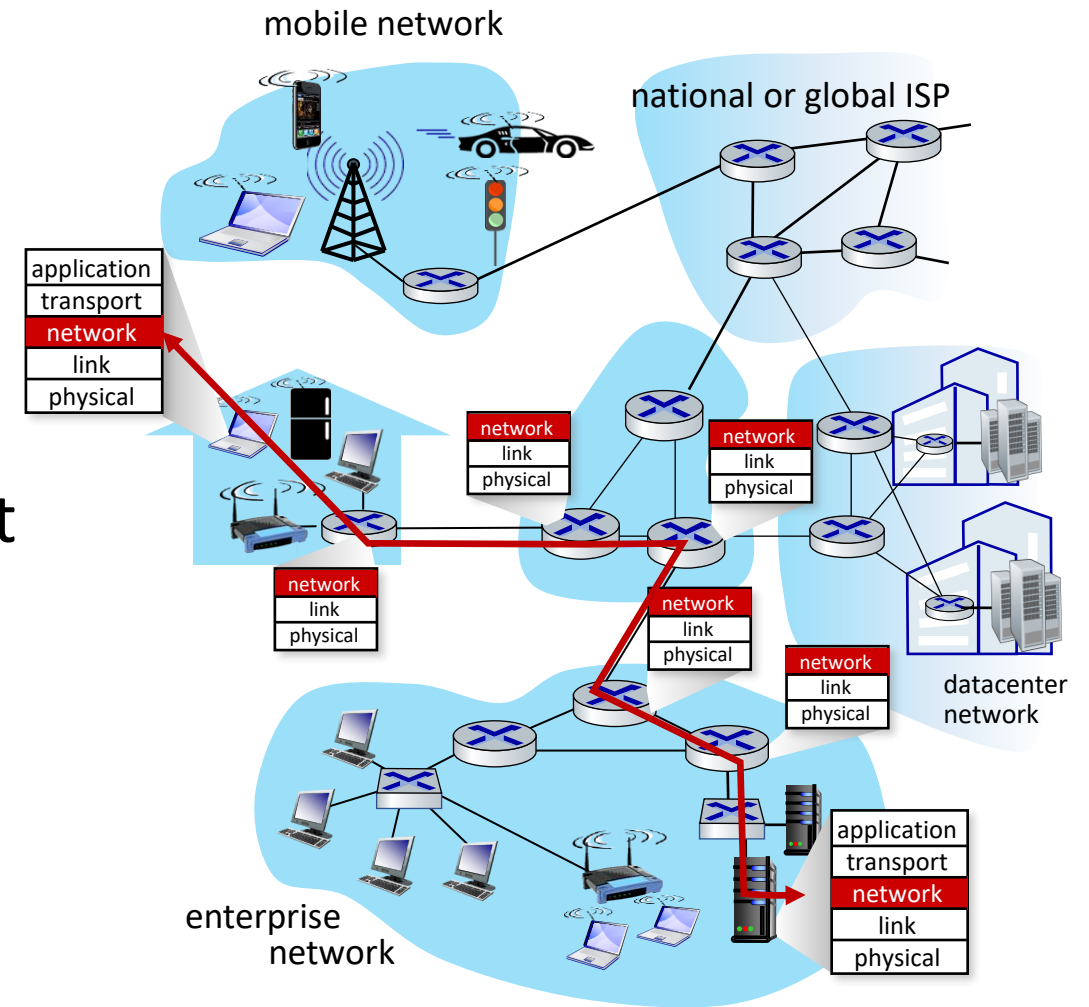 mobile network
national or global ISP
application
transport
network
link
physical
network
link
physical
network
link
physical
t
network
link
physical
network
link
physical
network
link
physical
datacenter
network
application
transport
network
link
physical
enterprise
network